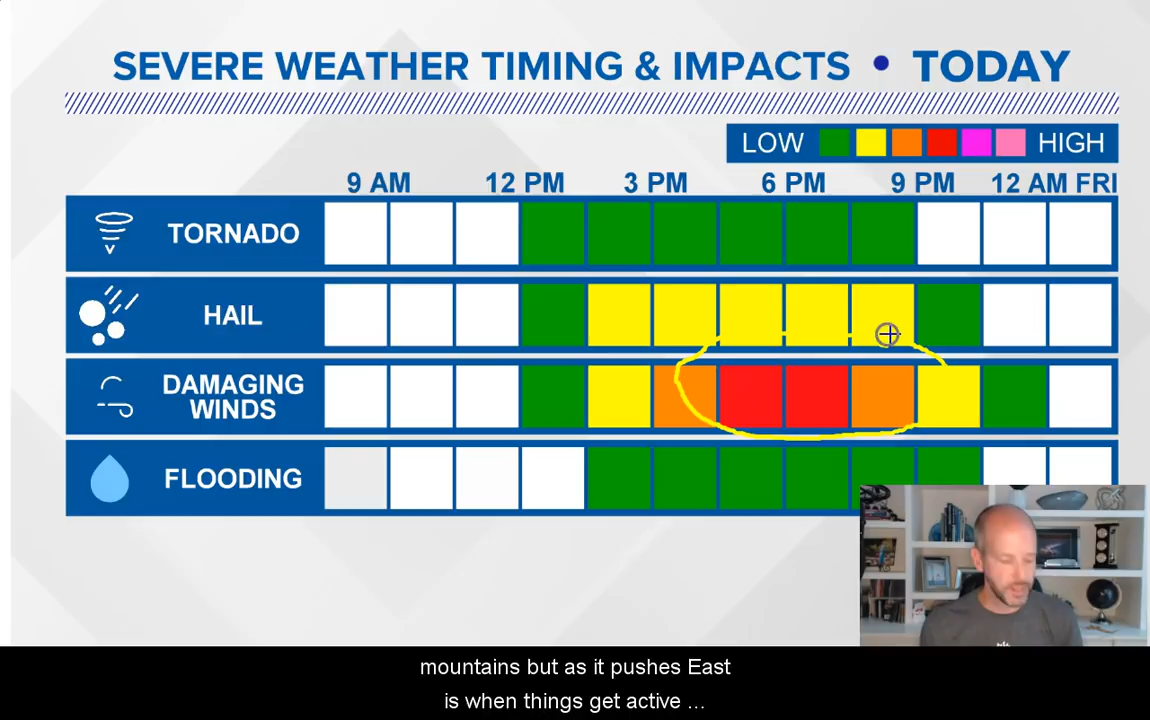 SEVERE WEATHER TIMING & IMPACTS • TODAY
LOW HIGH
9 AM 12 PM 3 PM 6 PM 9 PM 12 AM FRI
TORNADO
HAIL
DAMAGING
WINDS
FLOODING
mountains but as it pushes East
is when things get active ...